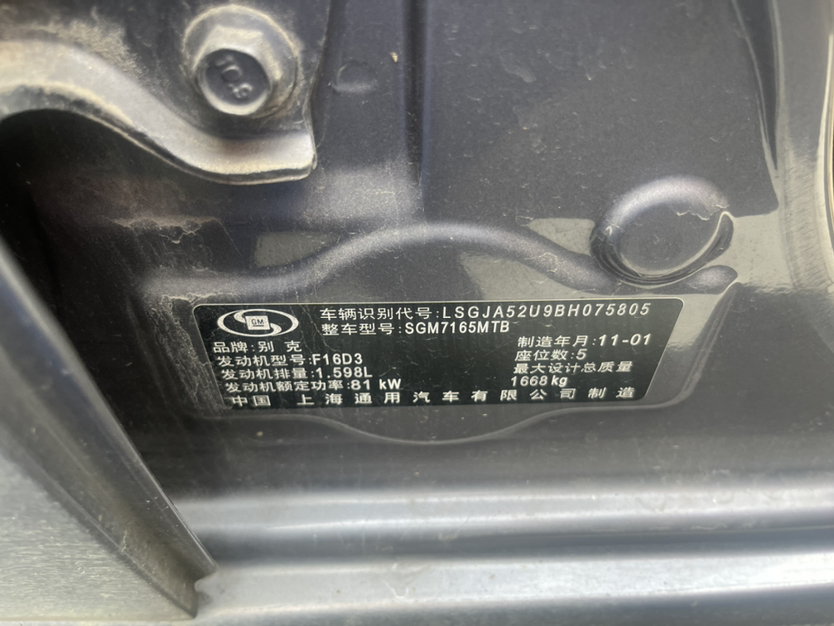 GM
车辆识别代号:LSGJA52U9BH075805
整车型号:SGM7165MTB
品牌:别克 制造年月:11-01
发动机型号:F16D3 座位数:5
发动机排量:1.598L 最大设计总质量
发动机额定功率:81 kW 1668kg
中国 上海通用汽车有限公司制造